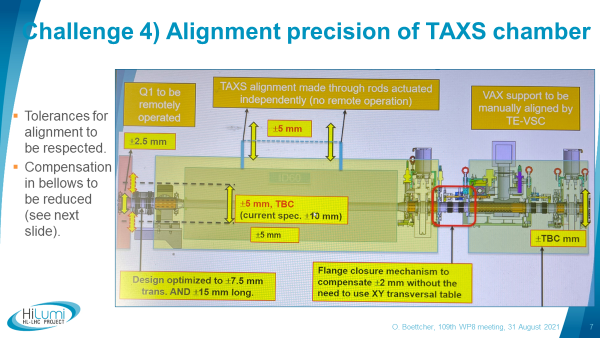 Challenge 4) Alignment precision of TAXS chamber
Tolerances for
alignment to
be respected.
Compensation
in bellows to
be reduced
(see next
slide).
Q1 to be
remotely
operated
TAXS alignment made through rods actuated
independently (no remote operation)
VAX support to be
manually aligned by
TE-VSC
±2.5 mm
±5 mm
±5 mm, TBC
(current spec. ±10 mm)
±5 mm
±TBC mm
Design optimized to ±7.5 mm
trans. AND ±15 mm long.
Flange closure mechanism to
compensate ±2 mm without the
need to use XY transversal table
HiLumi
HL-LHC PROJECT
O. Boettcher, 109th WP8 meeting, 31 August 2021
7